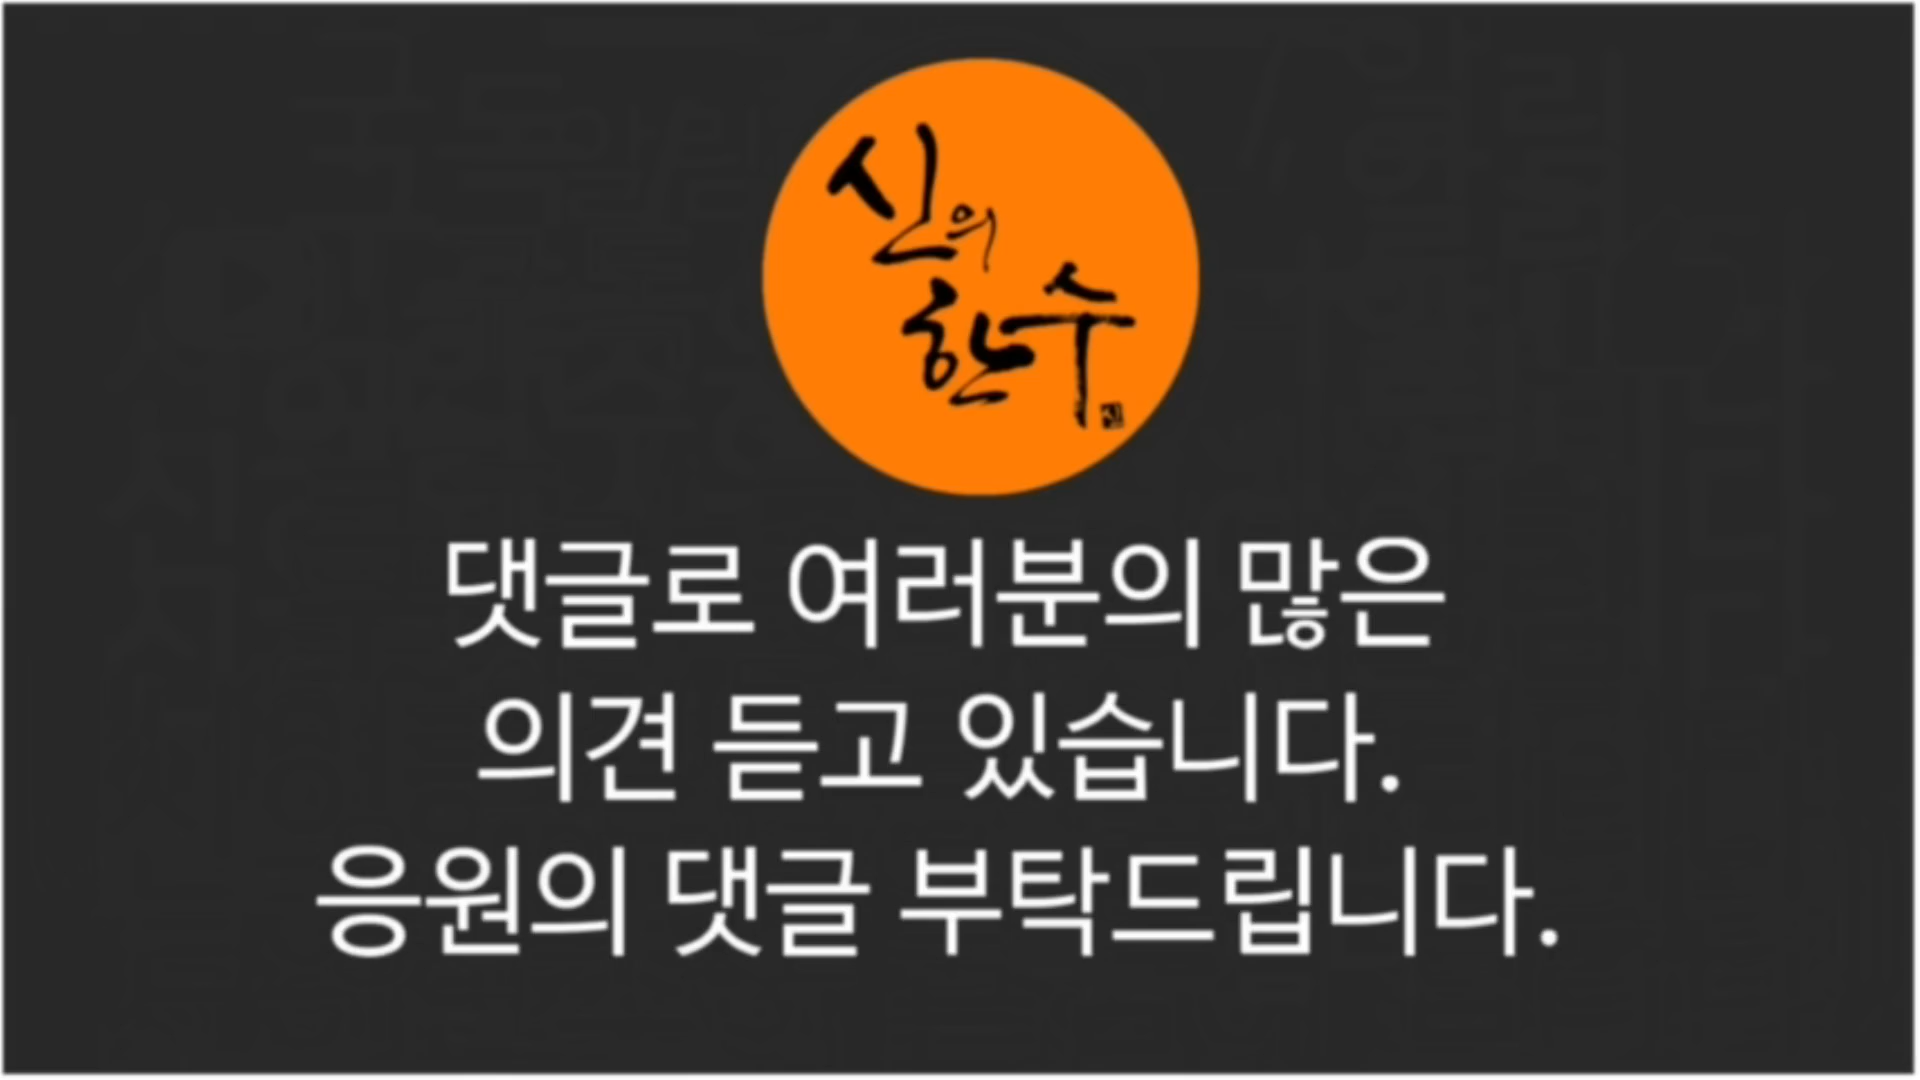 신의
한수
댓글로 여러분의 많은
의견 듣고 있습니다.
응원의 댓글 부탁드립니다.